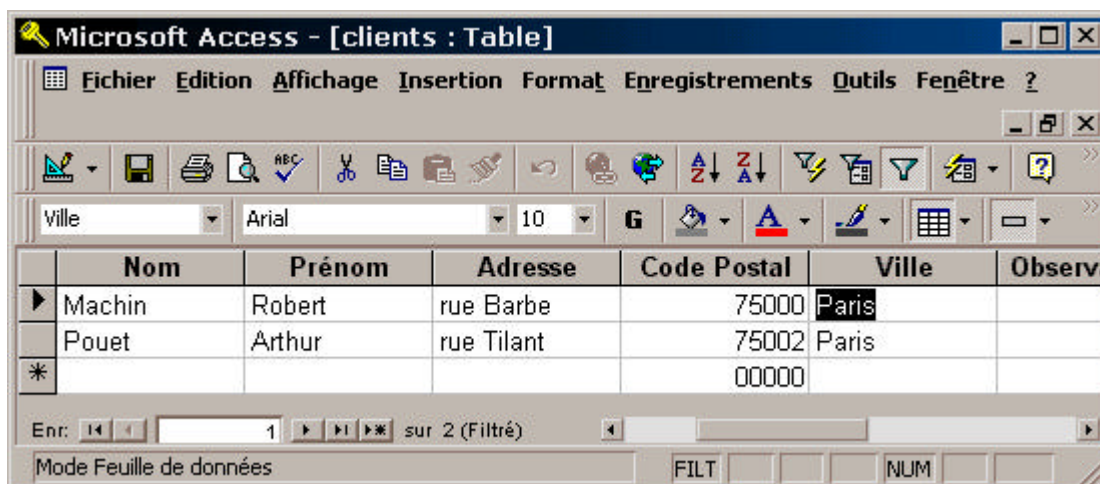 Microsoft Access - [clients : Table]
Fichier Edition Affichage Insertion Format Enregistrements Outils Fenêtre ?
ABC A Z Z A ?
Ville Arial 10 G A
Nom Prénom Adresse Code Postal Ville Observ
Machin Robert rue Barbe 75000 Paris
Pouet Arthur rue Tilant 75002 Paris
00000
Enr: 1 sur 2 (Filtré)
Mode Feuille de données FILT NUM